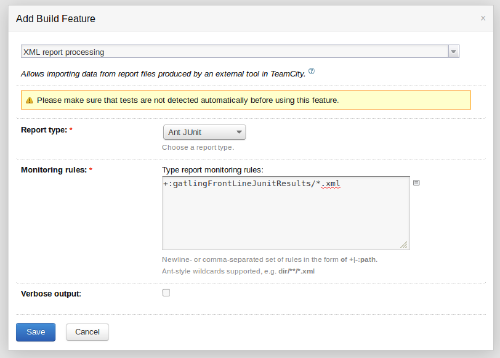 Add Build Feature
×
XML report processing
Allows importing data from report files produced by an external tool in TeamCity. ?
Please make sure that tests are not detected automatically before using this feature.
Report type: *
Ant JUnit
Choose a report type.
Monitoring rules: *
Type report monitoring rules:
+:gatlingFrontLineJunitResults/*.xml
Newline- or comma-separated set of rules in the form of +|-:path.
Ant-style wildcards supported, e.g. dir/**/*.xml
Verbose output:
Save
Cancel